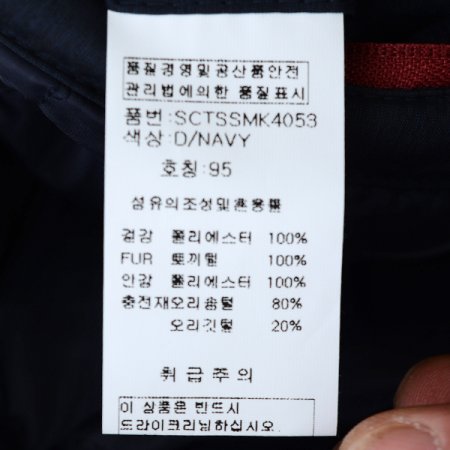 품질경영및공산품안전
관리법에의한 품질표시
품번:SCTSSMK4053
색상:D/NAVY
호칭:95
섬유의조성및혼용률
겉감 폴리에스터 100%
FUR 토끼털 100%
안감 폴리에스터 100%
충전재오리솜털 80%
오리깃털 20%
취급주의
이 상품은 반드시
드라이크리닝하십시오